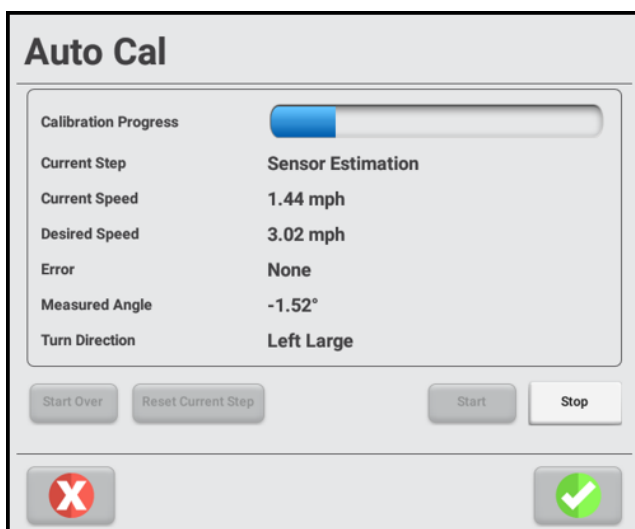 Auto Cal
Calibration Progress
Current Step Sensor Estimation
Current Speed 1.44 mph
Desired Speed 3.02 mph
Error None
Measured Angle -1.52°
Turn Direction Left Large
Start Over Reset Current Step Start Stop